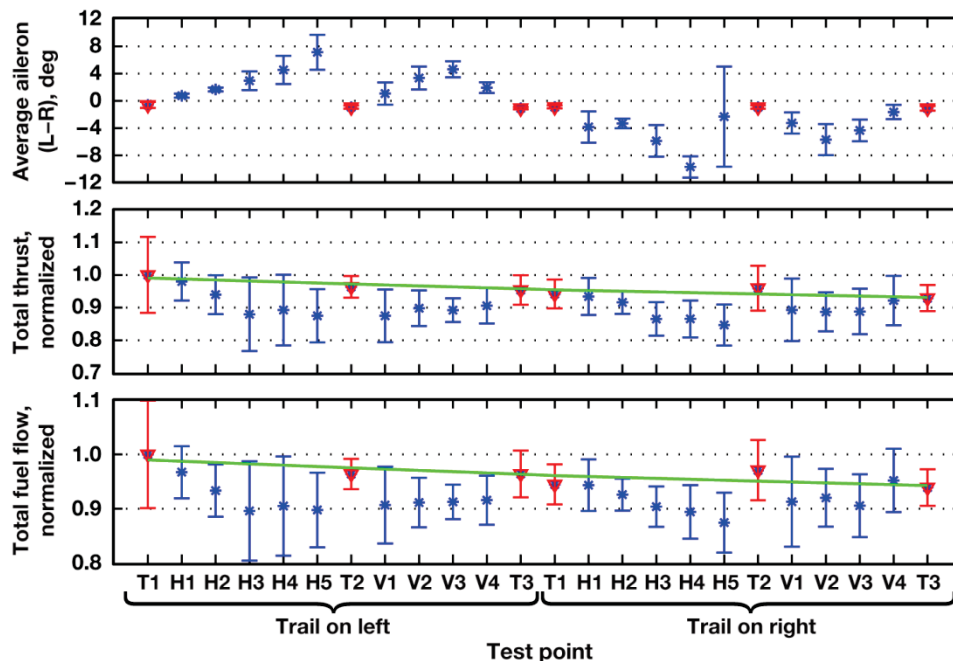 Average aileron
(L–R), deg
12
8
4
0
−4
−8
−12
Total thrust,
normalized
1.2
1.1
1.0
0.9
0.8
0.7
Total fuel flow,
normalized
1.1
1.0
0.9
0.8
T1 H1 H2 H3 H4 H5 T2 V1 V2 V3 V4 T3 T1 H1 H2 H3 H4 H5 T2 V1 V2 V3 V4 T3
Trail on left Trail on right
Test point